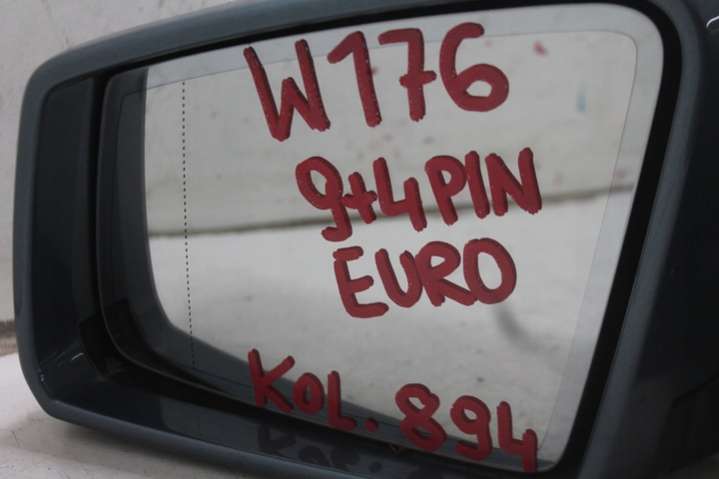 W176
9+4PIN
EURO
KOL. 894